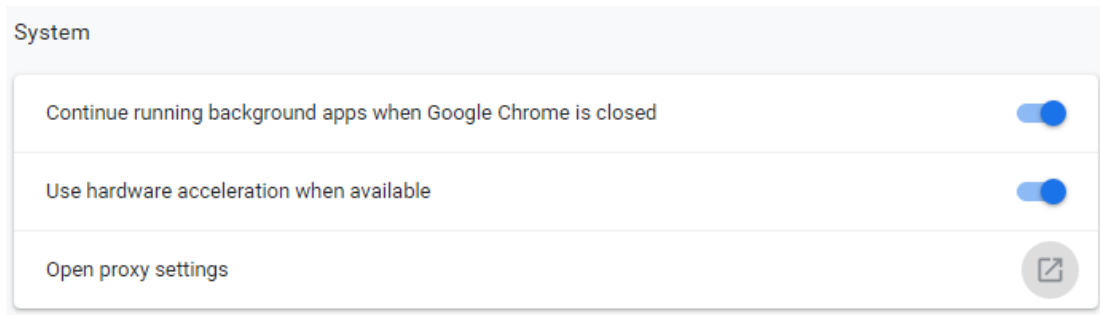 System
Continue running background apps when Google Chrome is closed
Use hardware acceleration when available
Open proxy settings